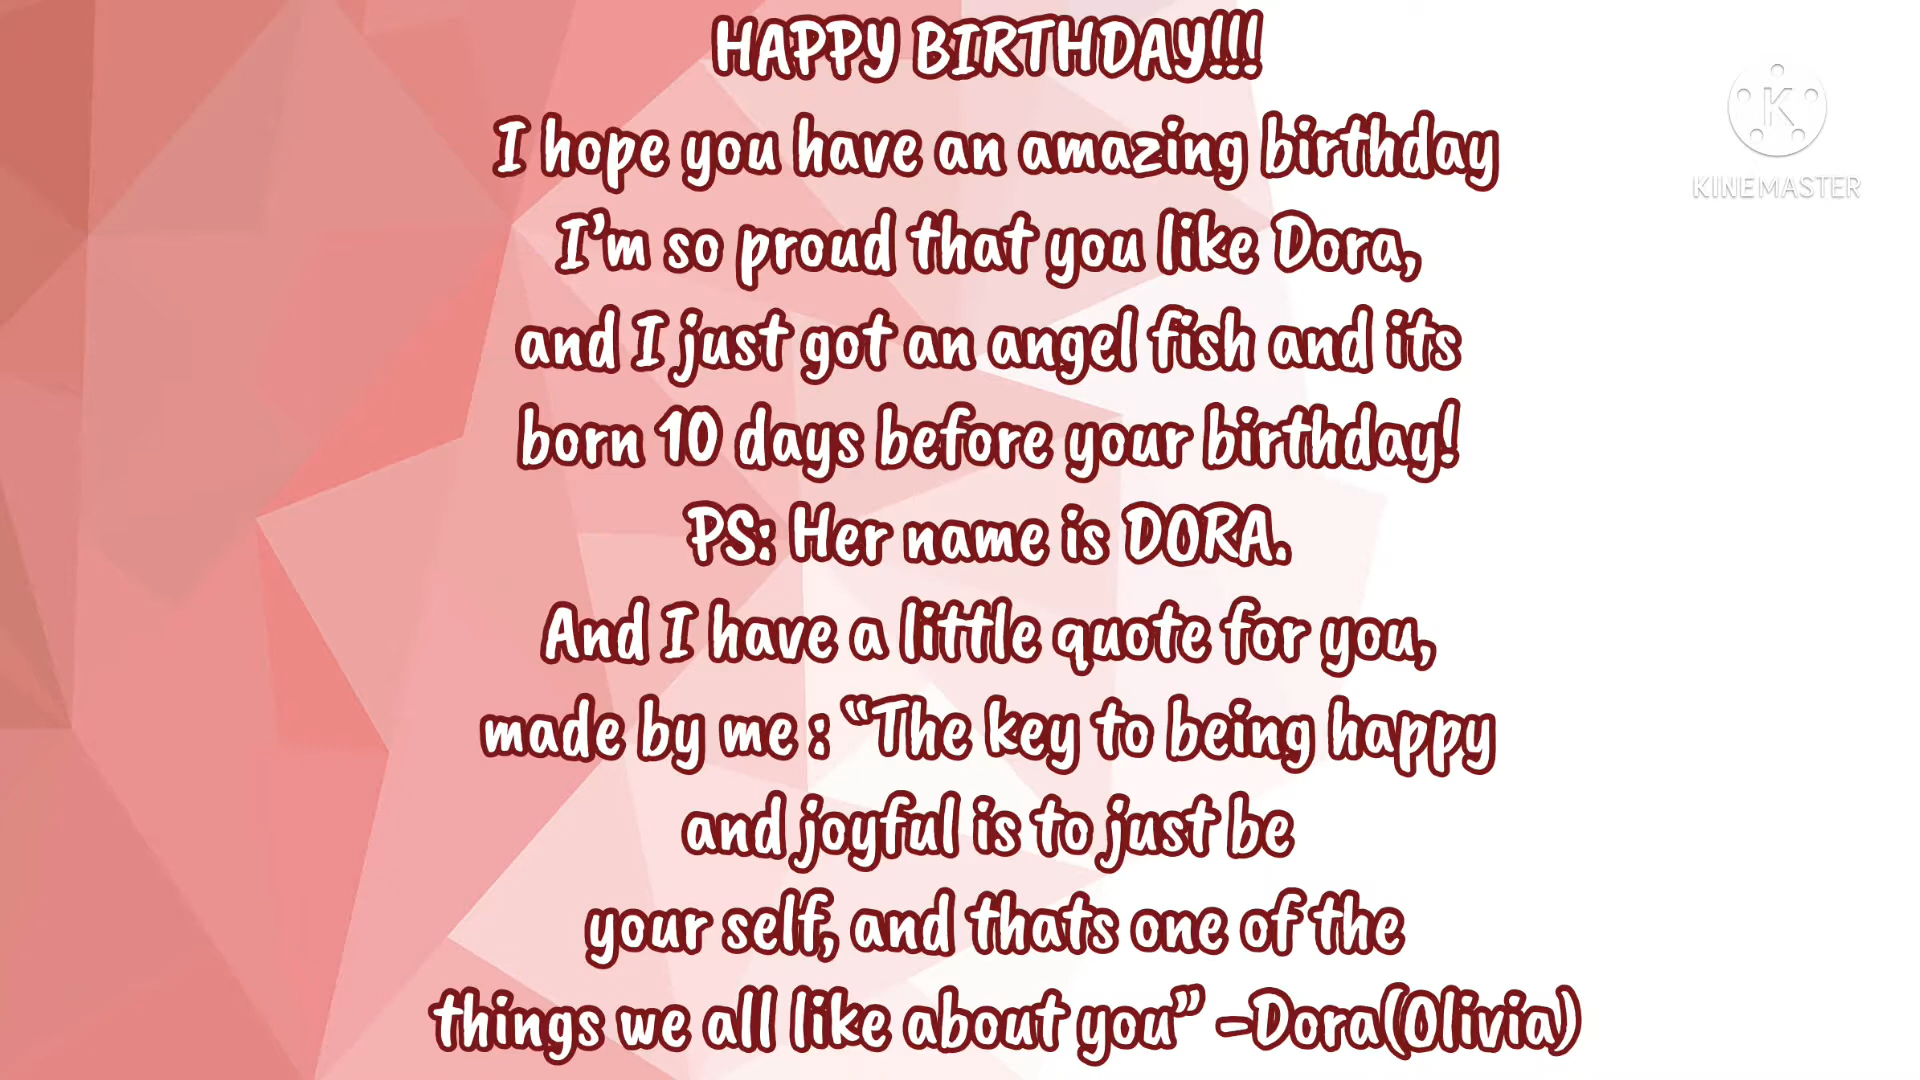 HAPPY BIRTHDAY!!!
I hope you have an amazing birthday
I'm so proud that you like Dora,
and I just got an angel fish and its
born 10 days before your birthday!
PS: Her name is DORA.
And I have a little quote for you,
made by me : “The key to being happy
and joyful is to just be
your self, and thats one of the
things we all like about you” -Dora(Olivia)
K
KINEMASTER